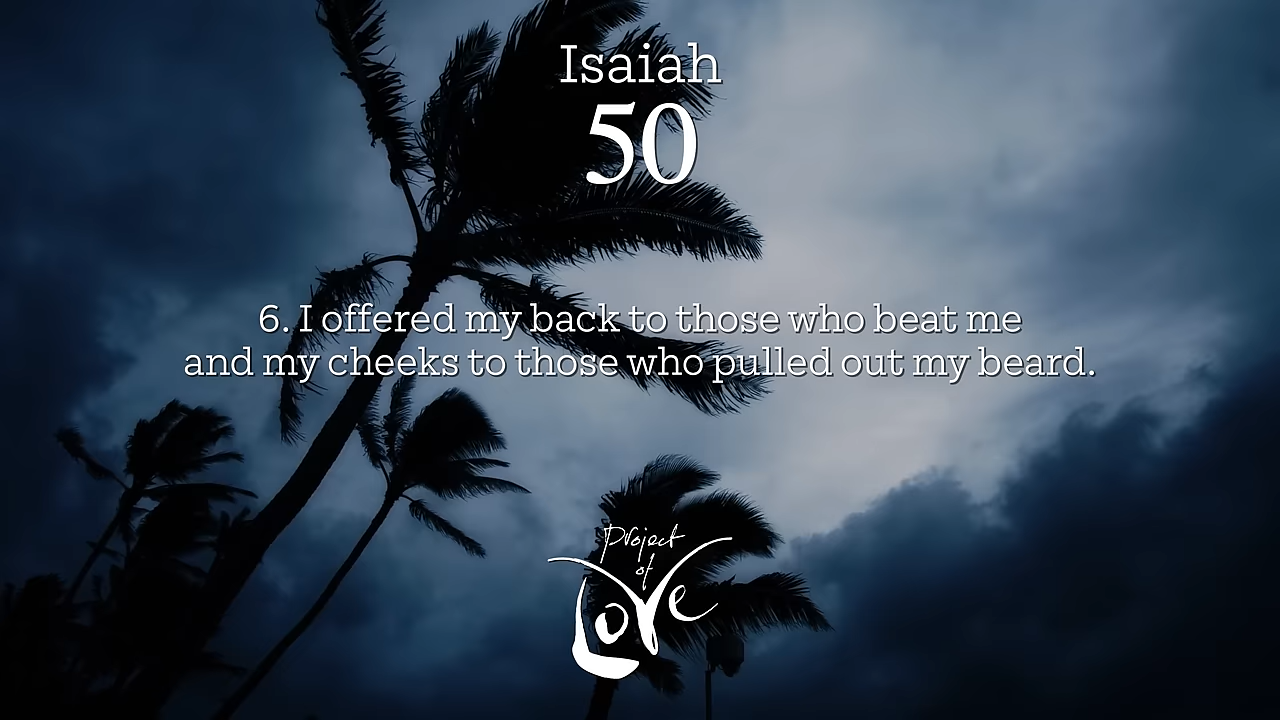 Isaiah
50
6. I offered my back to those who beat me
and my cheeks to those who pulled out my beard.
project
of
Love